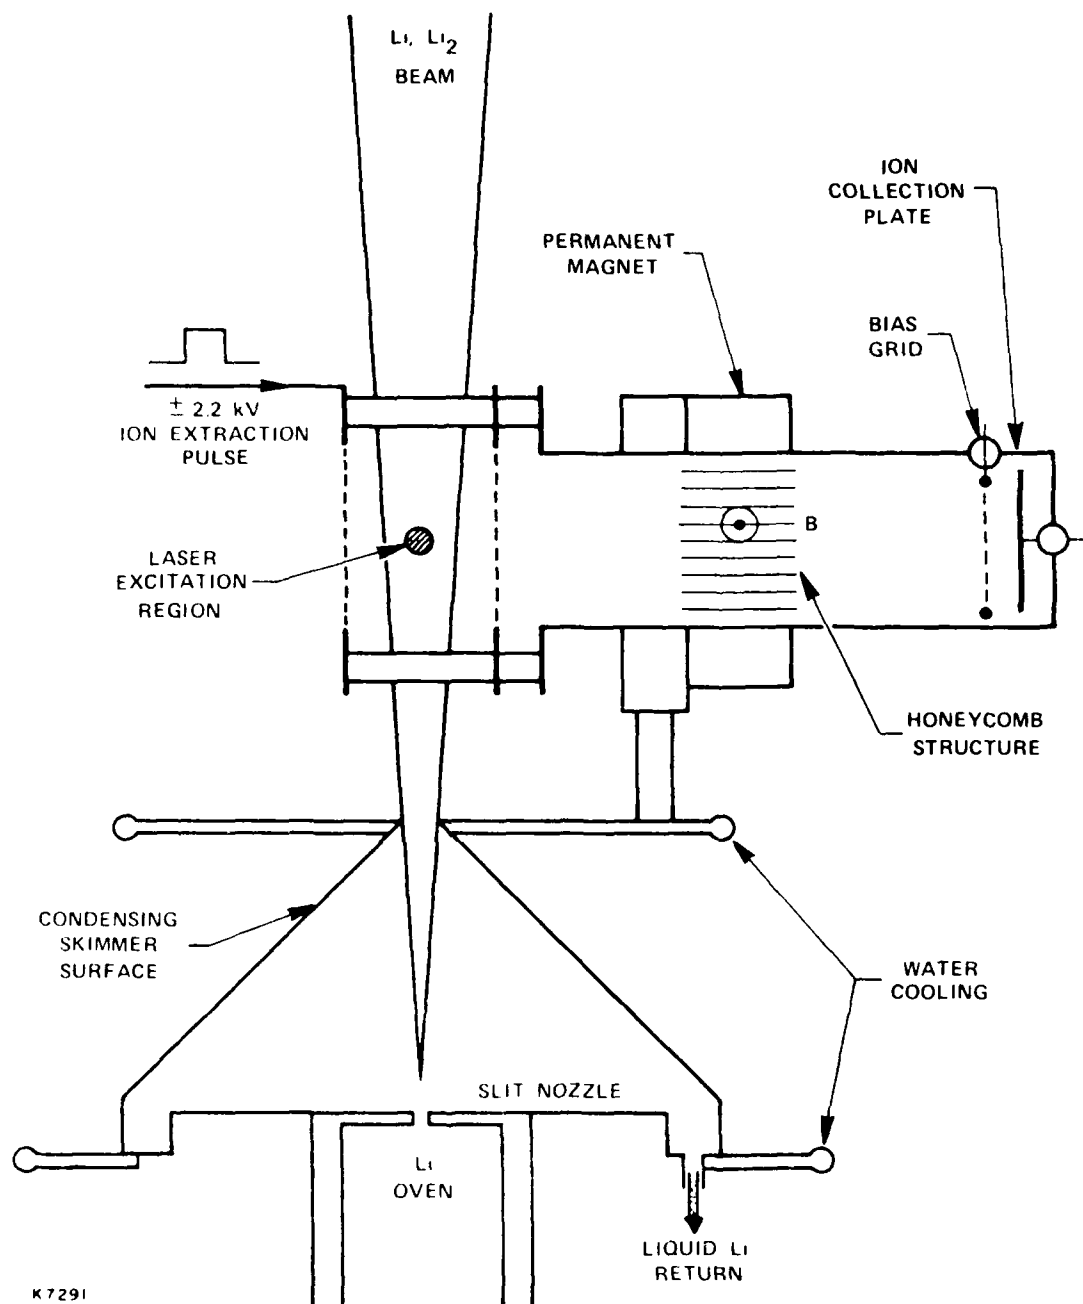 Li, Li2
BEAM
ION
COLLECTION
PLATE
PERMANENT
MAGNET
BIAS
GRID
± 2.2 kV
ION EXTRACTION
PULSE
B
LASER
EXCITATION
REGION
HONEYCOMB
STRUCTURE
CONDENSING
SKIMMER
SURFACE
WATER
COOLING
SLIT NOZZLE
Li
OVEN
LIQUID Li
RETURN
K7291